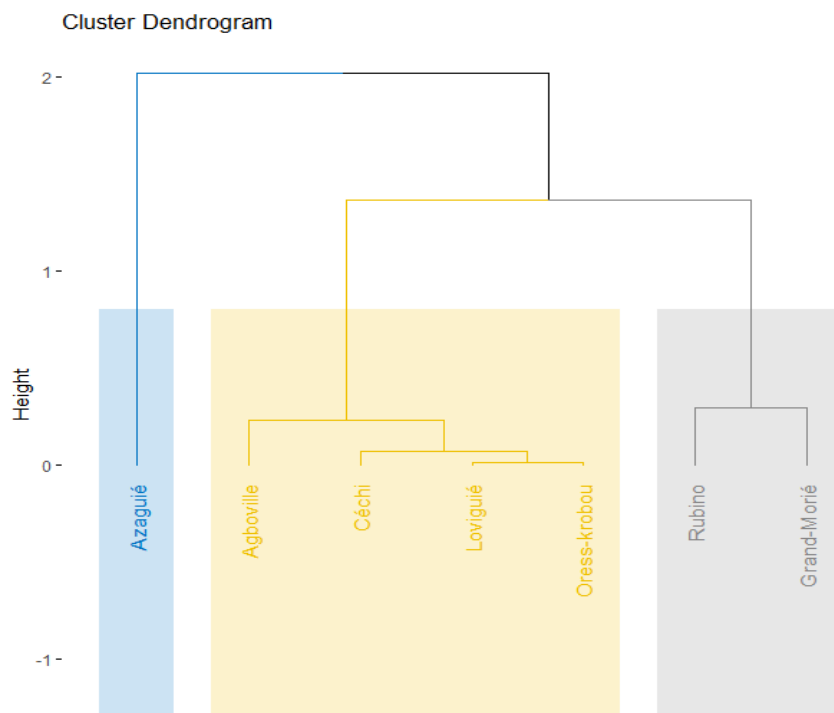 Cluster Dendrogram
2
1
0
-1
Height
Azaguié
Agboville
Céchi
Loviguié
Oress-krobou
Rubino
Grand-Morié